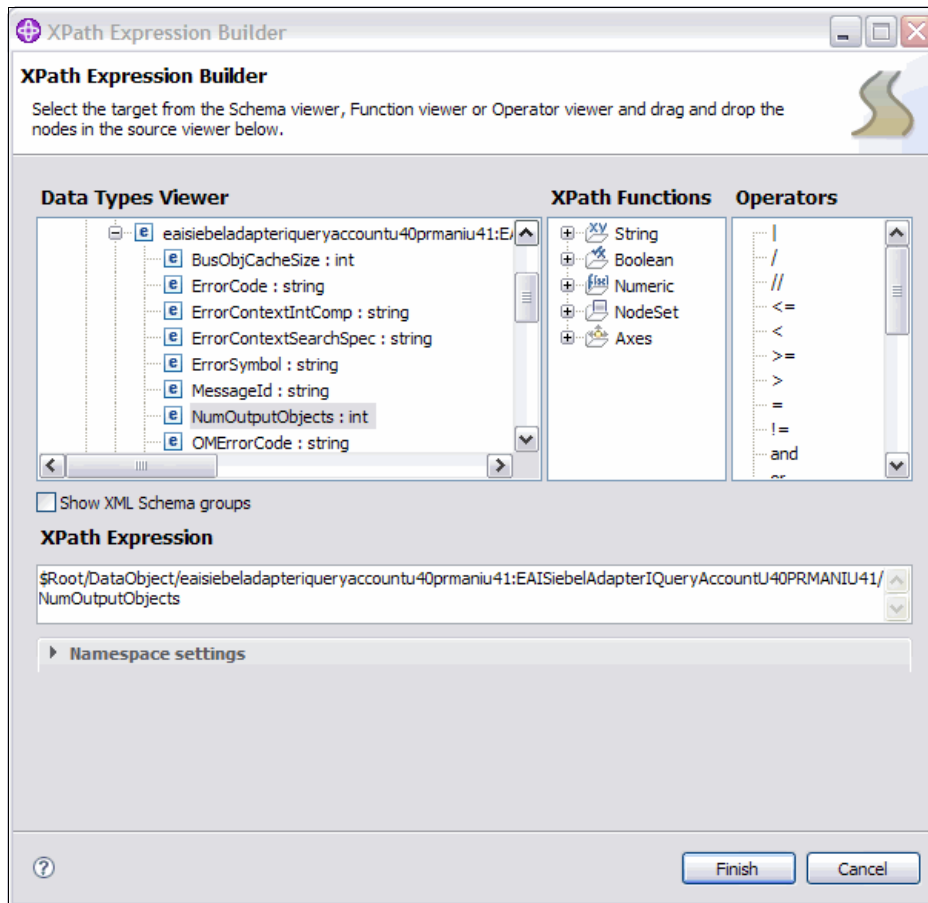 XPath Expression Builder
XPath Expression Builder
Select the target from the Schema viewer, Function viewer or Operator viewer and drag and drop the
nodes in the source viewer below.
Data Types Viewer
eaisiebeladapteriqueryaccountu40prmaniu41:E
BusObjCacheSize : int
ErrorCode : string
ErrorContextIntComp : string
ErrorContextSearchSpec : string
ErrorSymbol : string
MessageId : string
NumOutputObjects : int
OMErrorCode : string
XPath Functions
String
Boolean
Numeric
NodeSet
Axes
Operators
|
/
//
<=
<
>=
>
=
!=
and
or
Show XML Schema groups
XPath Expression
$Root/DataObject/eaisiebeladapteriqueryaccountu40prmaniu41:EAISiebelAdapterIQueryAccountU40PRMANIU41/
NumOutputObjects
Namespace settings
Finish
Cancel